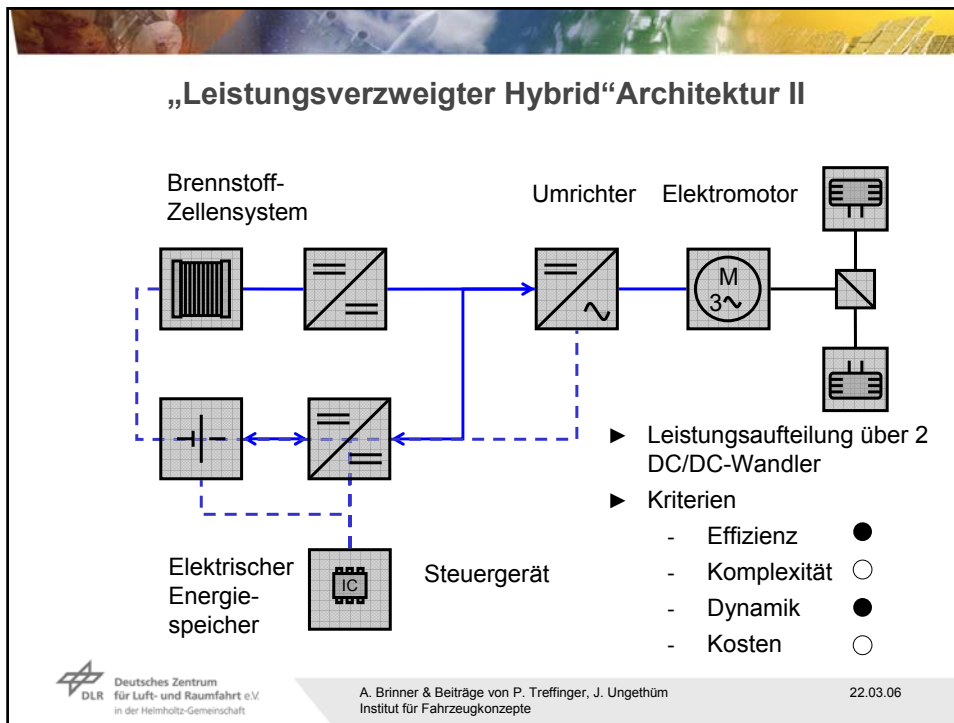 „Leistungsverzweigter Hybrid“Architektur II
Brennstoff-
Zellensystem
Umrichter
Elektromotor
M
3∿
► Leistungsaufteilung über 2
DC/DC-Wandler
► Kriterien
- Effizienz ●
- Komplexität ○
- Dynamik ●
- Kosten ○
Elektrischer
Energie-
speicher
IC
Steuergerät
DLR
Deutsches Zentrum
für Luft- und Raumfahrt e.V.
in der Helmholtz-Gemeinschaft
A. Brinner & Beiträge von P. Treffinger, J. Ungethüm
Institut für Fahrzeugkonzepte
22.03.06